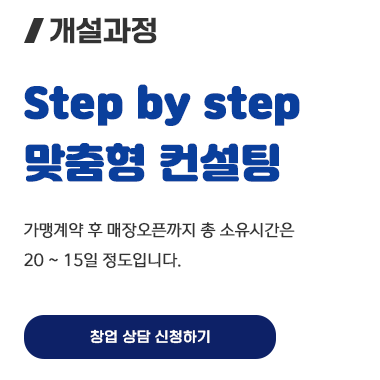 개설과정
Step by step
맞춤형 컨설팅
가맹계약 후 매장오픈까지 총 소유시간은
20 ~ 15일 정도입니다.
창업 상담 신청하기